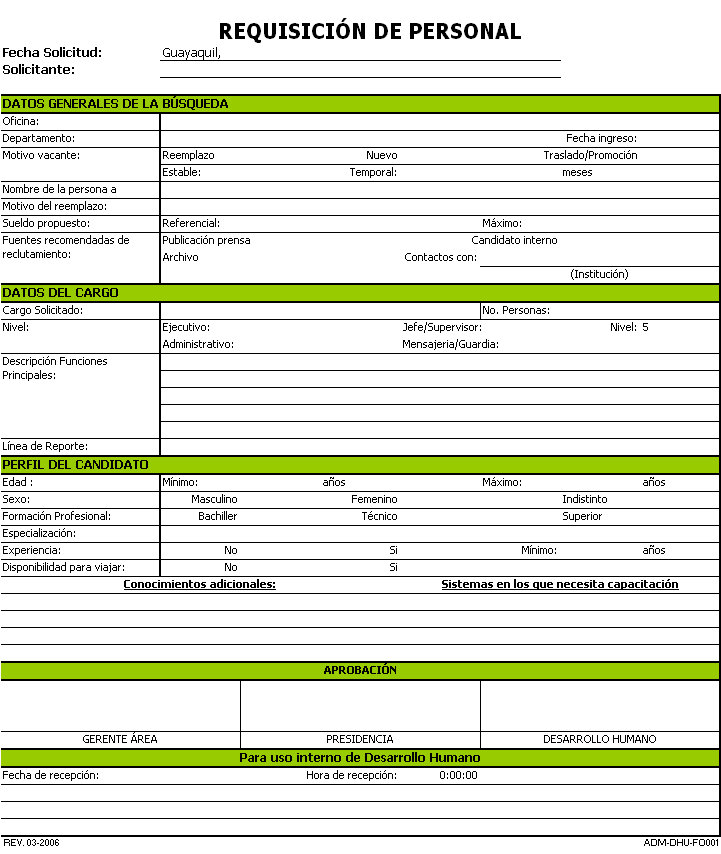 REQUISICIÓN DE PERSONAL
Fecha Solicitud: Guayaquil,
Solicitante:
DATOS GENERALES DE LA BÚSQUEDA
Oficina:
Departamento: Fecha ingreso:
Motivo vacante: Reemplazo Nuevo Traslado/Promoción
Estable: Temporal: meses
Nombre de la persona a
Motivo del reemplazo:
Sueldo propuesto: Referencial: Máximo:
Fuentes recomendadas de Publicación prensa Candidato interno
reclutamiento: Archivo Contactos con:
(Institución)
DATOS DEL CARGO
Cargo Solicitado: No. Personas:
Nivel: Ejecutivo: Jefe/Supervisor: Nivel: 5
Administrativo: Mensajeria/Guardia:
Descripción Funciones
Principales:
Línea de Reporte:
PERFIL DEL CANDIDATO
Edad : Mínimo: años Máximo: años
Sexo: Masculino Femenino Indistinto
Formación Profesional: Bachiller Técnico Superior
Especialización:
Experiencia: No Si Mínimo: años
Disponibilidad para viajar: No Si
Conocimientos adicionales: Sistemas en los que necesita capacitación
APROBACIÓN
GERENTE ÁREA PRESIDENCIA DESARROLLO HUMANO
Para uso interno de Desarrollo Humano
Fecha de recepción: Hora de recepción: 0:00:00
REV. 03-2006 ADM-DHU-FO001